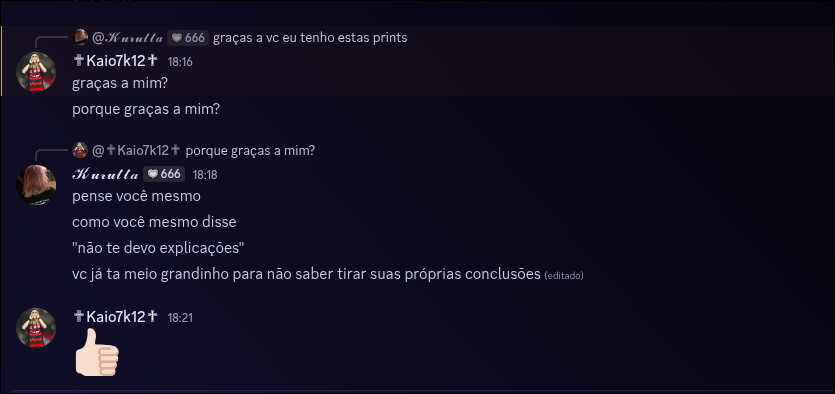 @𝓚𝓾𝓻𝓾𝓽𝓽𝓪 666 graças a vc eu tenho estas prints
✝Kaio7k12✝ 18:16
graças a mim?
porque graças a mim?
@✝Kaio7k12✝ porque graças a mim?
𝓚𝓾𝓻𝓾𝓽𝓽𝓪 666 18:18
pense você mesmo
como você mesmo disse
"não te devo explicações"
vc já ta meio grandinho para não saber tirar suas próprias conclusões (editado)
✝Kaio7k12✝ 18:21